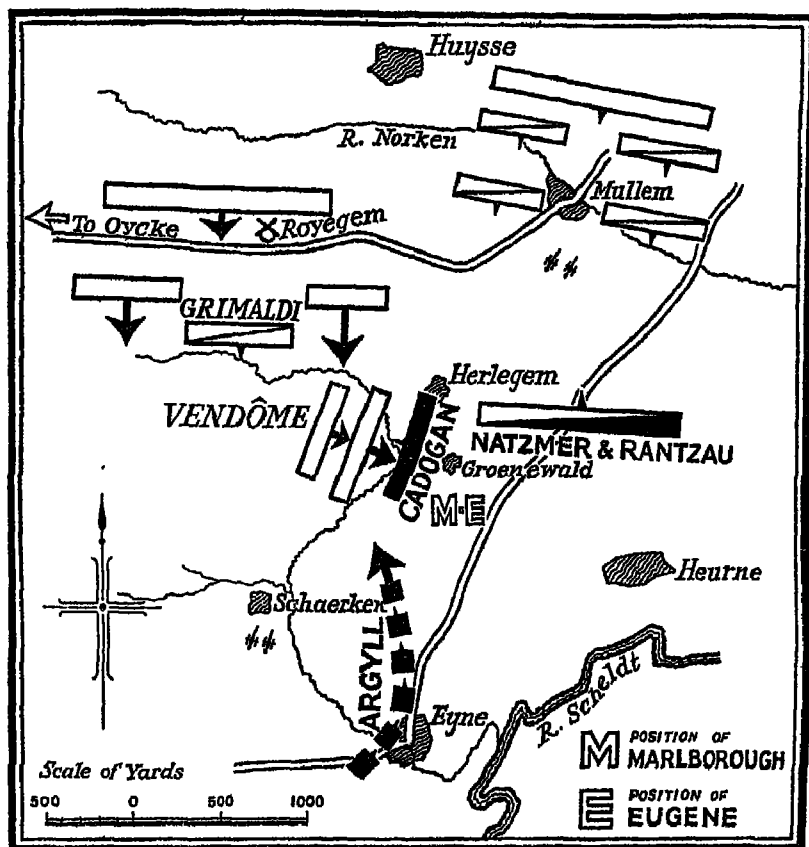 Huysse
R. Norken
Mullem
To Oycke
Royegem
GRIMALDI
Herlegem
VENDÔME
CADOGAN
NATZMER & RANTZAU
Groenewald
M-E
Heurne
Schaerken
ARGYLL
Eyne
R. Scheldt
M POSITION OF
MARLBOROUGH
E POSITION OF
EUGENE
Scale of Yards
500 0 500 1000